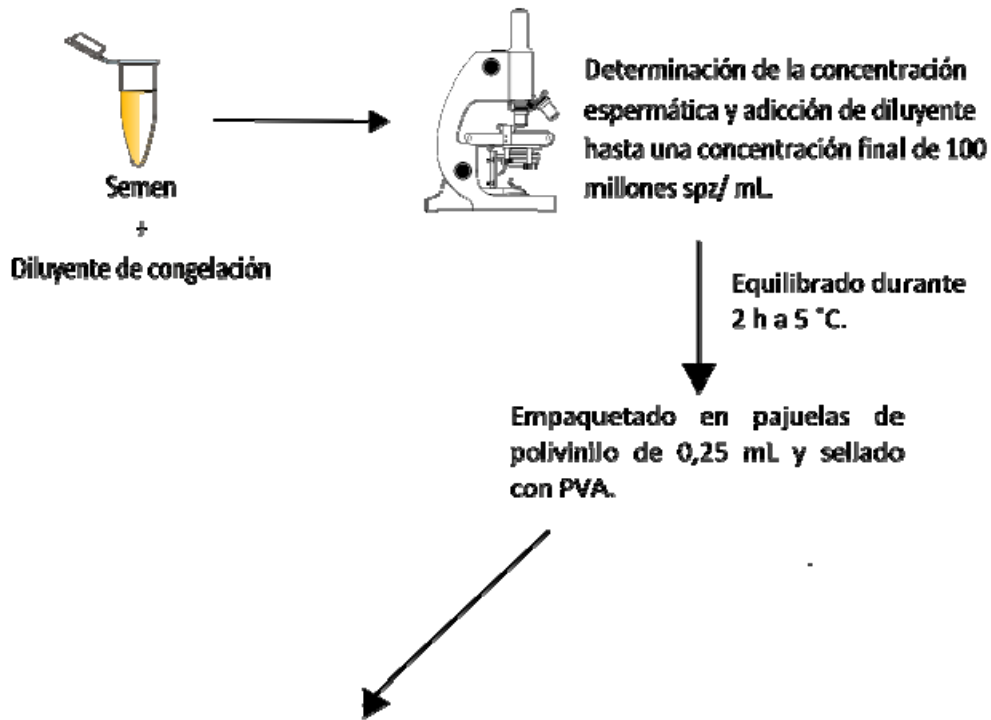 Semen
+
Diluyente de congelación
Determinación de la concentración
espermática y adicción de diluyente
hasta una concentración final de 100
millones spz/ mL.
Equilibrado durante
2 h a 5 °C.
Empaquetado en pajuelas de
polivinilo de 0,25 mL y sellado
con PVA.